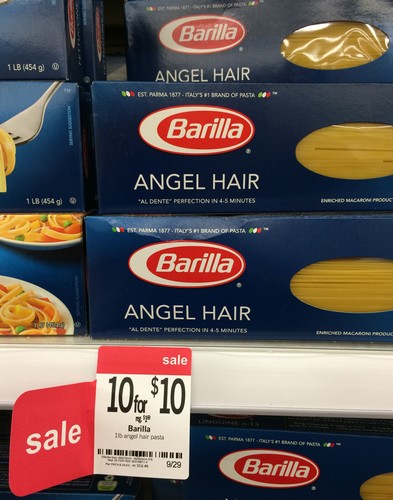 Barilla
ANGEL HAIR
1 LB (454 g)
EST. PARMA 1877 - ITALY'S #1 BRAND OF PASTA
Barilla
ANGEL HAIR
"AL DENTE" PERFECTION IN 4-5 MINUTES
ENRICHED MACARONI PRODUC
1 LB (454 g)
EST. PARMA 1877 - ITALY'S #1 BRAND OF PASTA
Barilla
ANGEL HAIR
"AL DENTE" PERFECTION IN 4-5 MINUTES
ENRICHED MACARONI PRODUCT
sale
10 for $10
Barilla
1lb angel hair pasta
9/29
sale
EST. PARMA 1877 - ITALY'S #1 BRAND OF PASTA
Barilla